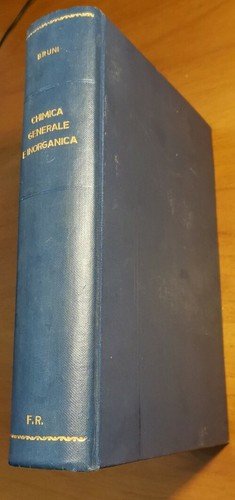 BRUNI
CHIMICA
GENERALE
E INORGANICA
F.R.